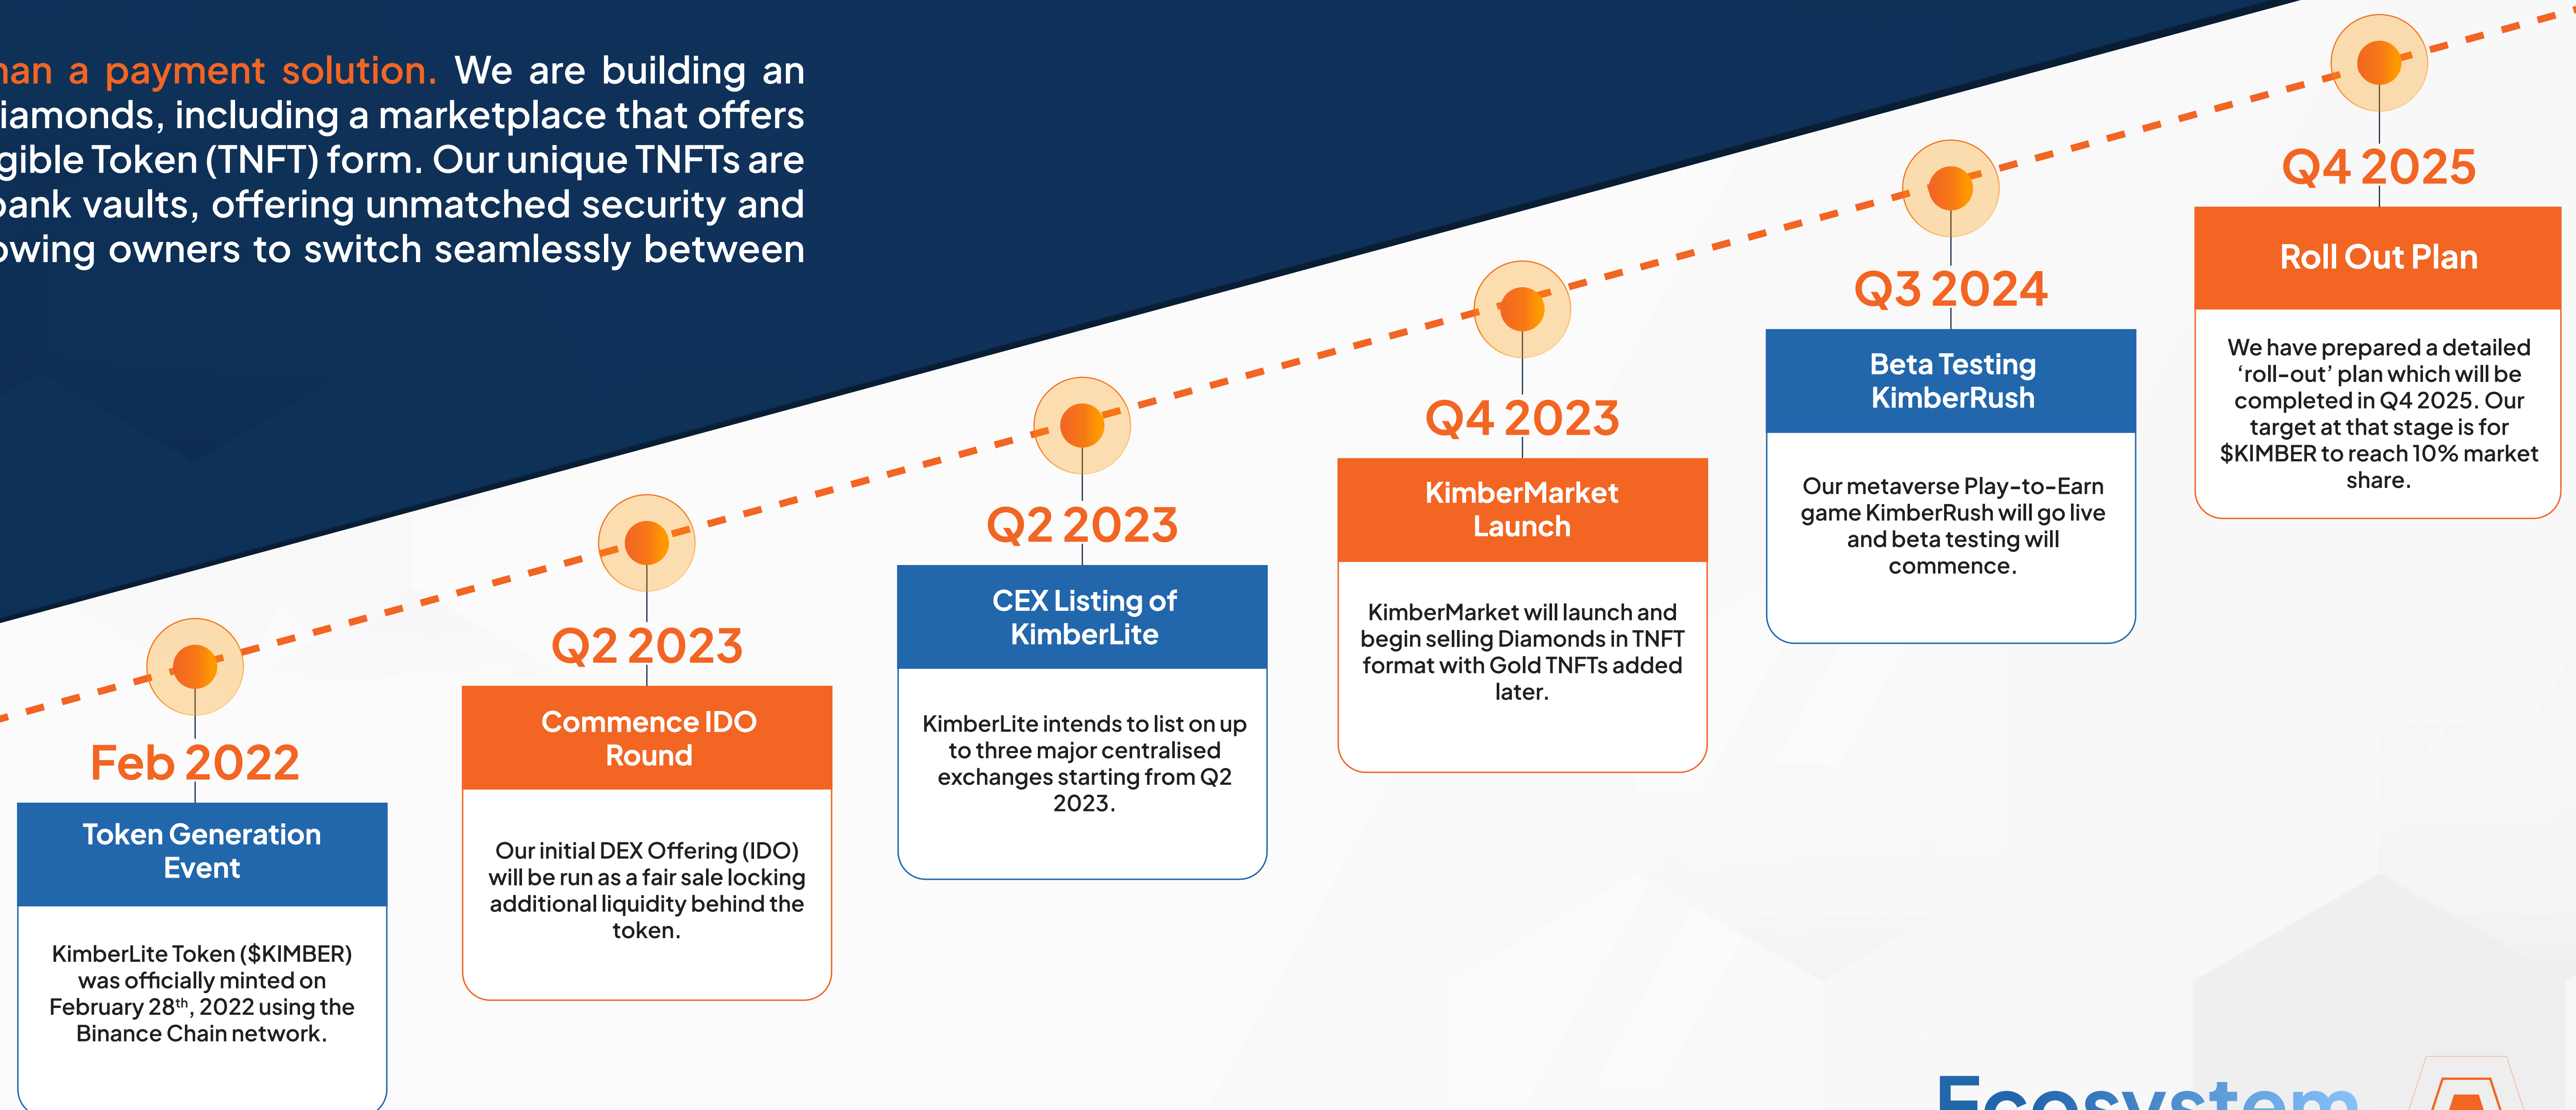 han a payment solution. We are building an
iamonds, including a marketplace that offers
gible Token (TNFT) form. Our unique TNFTs are
bank vaults, offering unmatched security and
owing owners to switch seamlessly between
Feb 2022
Token Generation
Event
KimberLite Token ($KIMBER)
was officially minted on
February 28th, 2022 using the
Binance Chain network.
Q2 2023
Commence IDO
Round
Our initial DEX Offering (IDO)
will be run as a fair sale locking
additional liquidity behind the
token.
Q2 2023
CEX Listing of
KimberLite
KimberLite intends to list on up
to three major centralised
exchanges starting from Q2
2023.
Q4 2023
KimberMarket
Launch
KimberMarket will launch and
begin selling Diamonds in TNFT
format with Gold TNFTs added
later.
Q3 2024
Beta Testing
KimberRush
Our metaverse Play-to-Earn
game KimberRush will go live
and beta testing will
commence.
Q4 2025
Roll Out Plan
We have prepared a detailed
‘roll-out’ plan which will be
completed in Q4 2025. Our
target at that stage is for
$KIMBER to reach 10% market
share.
Ecosystem